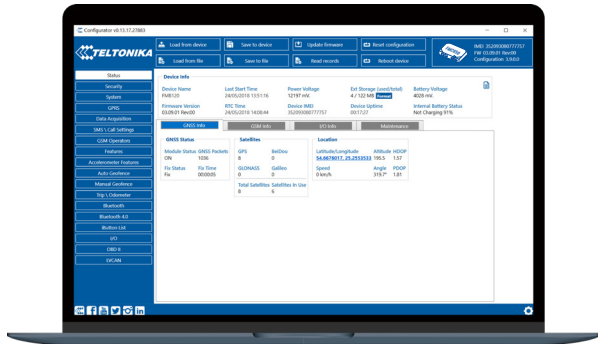 Configurator v0.13.17.27883
TELTONIKA
Load from device Save to device Update firmware Reset configuration
Load from file Save to file Read records Reboot device
IMEI 352093080777757
FW 03.09.01 Rev:00
Configuration 3.9.0.0
Status
Security
System
GPRS
Data Acquisition
SMS \ Call Settings
GSM Operators
Features
Accelerometer Features
Auto Geofence
Manual Geofence
Trip \ Odometer
Bluetooth
Bluetooth 4.0
iButton List
I/O
OBD II
LVCAN
Device Info
Device Name Last Start Time Power Voltage Ext Storage (used/total) Battery Voltage
FMB120 24/05/2018 13:51:16 12197 mV. 4 / 122 MB Format 4028 mV.
Firmware Version RTC Time Device IMEI Device Uptime Internal Battery Status
03.09.01 Rev:00 24/05/2018 14:08:44 352093080777757 00:17:27 Not Charging 91%
GNSS Info GSM Info I/O Info Maintenance
GNSS Status Satellites Location
Module Status GNSS Packets GPS BeiDou Latitude/Longitude Altitude HDOP
ON 1036 8 0 54.6678017, 25.2553533 195.5 1.57
Fix Status Fix Time GLONASS Galileo Speed Angle PDOP
Fix 00:00:05 0 0 0 km/h 319.7° 1.81
Total Satellites Satellites In Use
8 6